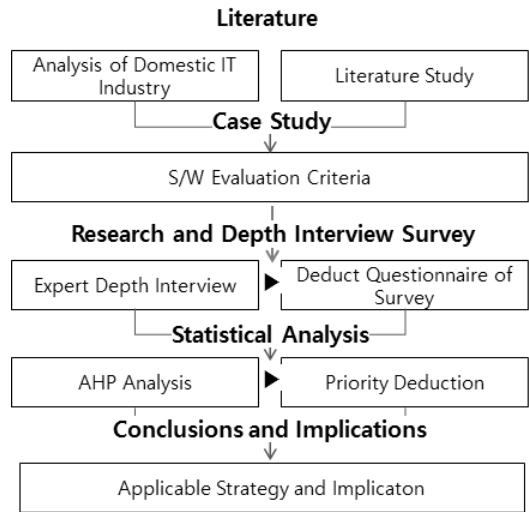 Literature
Analysis of Domestic IT
Industry
Literature Study
Case Study
S/W Evaluation Criteria
Research and Depth Interview Survey
Expert Depth Interview
Deduct Questionnaire of
Survey
Statistical Analysis
AHP Analysis
Priority Deduction
Conclusions and Implications
Applicable Strategy and Implicaton